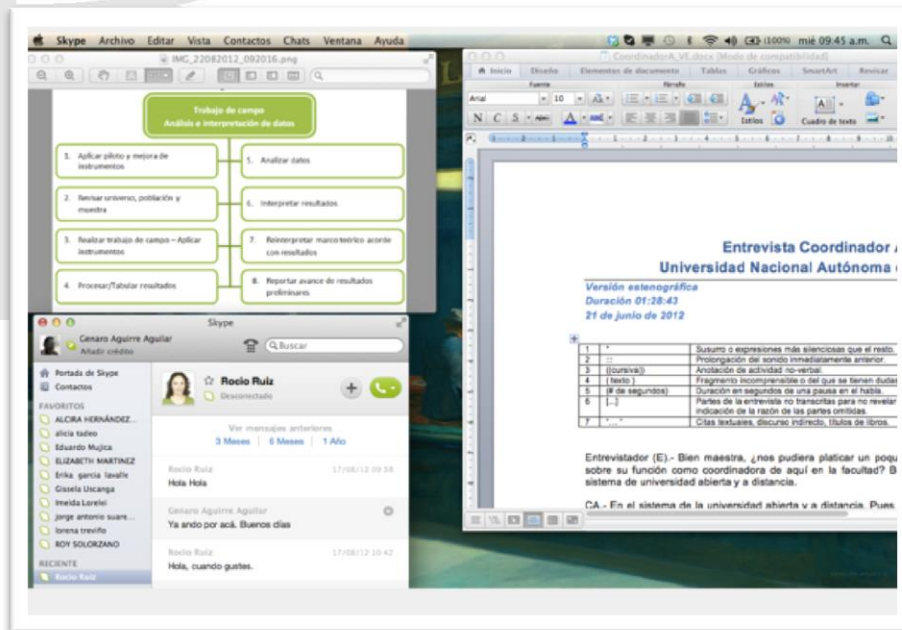 Skype Archivo Editar Vista Contactos Chats Ventana Ayuda
(100%) mié 09:45 a.m.
IMG_22082012_092016.png
Trabajo de campo
Análisis e interpretación de datos
1. Aplicar piloto y mejora de
instrumentos
2. Revisar universo, población y
muestra
3. Realizar trabajo de campo – Aplicar
instrumentos
4. Procesar/Tabular resultados
5. Analizar datos
6. Interpretar resultados
7. Reinterpretar marco teórico acorde
con resultados
8. Reportar avance de resultados
preliminares
CoordinadorA_VE.docx [Modo de compatibilidad]
Inicio Diseño Elementos de documento Tablas Gráficos SmartArt Revisar
Fuente Párrafo Estilos Insertar
Arial 10
N C S
Estilos Cuadro de texto
Entrevista Coordinador
Universidad Nacional Autónoma
Versión estenográfica
Duración 01:28:43
21 de junio de 2012
1 * Susurro o expresiones más silenciosas que el resto.
2 :: Prolongación del sonido inmediatamente anterior.
3 ((cursiva)) Anotación de actividad no-verbal.
4 ( texto ) Fragmento incomprensible o del que se tienen dudas
5 (# de segundos) Duración en segundos de una pausa en el habla.
6 [...] Partes de la entrevista no transcritas para no revelar
indicación de la razón de las partes omitidas.
7 "..." Citas textuales, discurso indirecto, títulos de libros.
Entrevistador (E).- Bien maestra, ¿nos pudiera platicar un poqu
sobre su función como coordinadora de aquí en la facultad? B
sistema de universidad abierta y a distancia.
CA.- En el sistema de la universidad abierta y a distancia. Pues
Skype
Genaro Aguirre Aguilar
Añadir crédito
Buscar
Portada de Skype
Contactos
FAVORITOS
ALCIRA HERNÁNDEZ...
alicia tadeo
Eduardo Mujica
ELIZABETH MARTINEZ
Erika garcia lavalle
Gissela Uscanga
Imelda Lorelei
jorge antonio suare...
lorena treviño
ROY SOLORZANO
RECIENTE
Rocio Ruiz
Rocio Ruiz
Desconectado
Ver mensajes anteriores
3 Meses | 6 Meses | 1 Año
Rocio Ruiz 17/08/12 09:58
Hola Hola
Genaro Aguirre Aguilar
Ya ando por acá. Buenos días
Rocio Ruiz 17/08/12 10:42
Hola, cuando gustes.